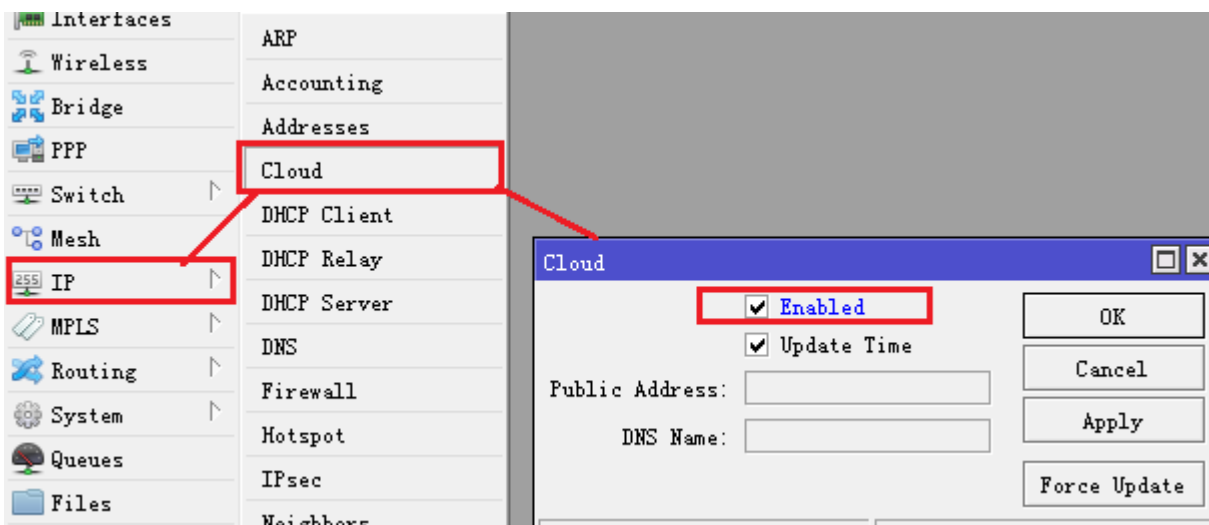 Interfaces
Wireless
Bridge
PPP
Switch
Mesh
255 IP
MPLS
Routing
System
Queues
Files
ARP
Accounting
Addresses
Cloud
DHCP Client
DHCP Relay
DHCP Server
DNS
Firewall
Hotspot
IPsec
Neighbors
Cloud
Enabled
Update Time
Public Address:
DNS Name:
OK
Cancel
Apply
Force Update